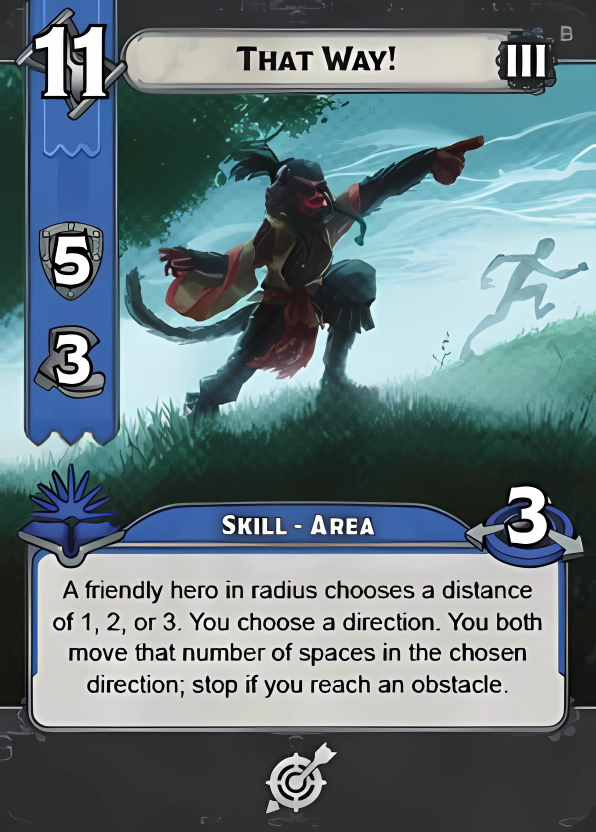 11
THAT WAY!
III
B
5
3
SKILL - AREA
3
A friendly hero in radius chooses a distance
of 1, 2, or 3. You choose a direction. You both
move that number of spaces in the chosen
direction; stop if you reach an obstacle.